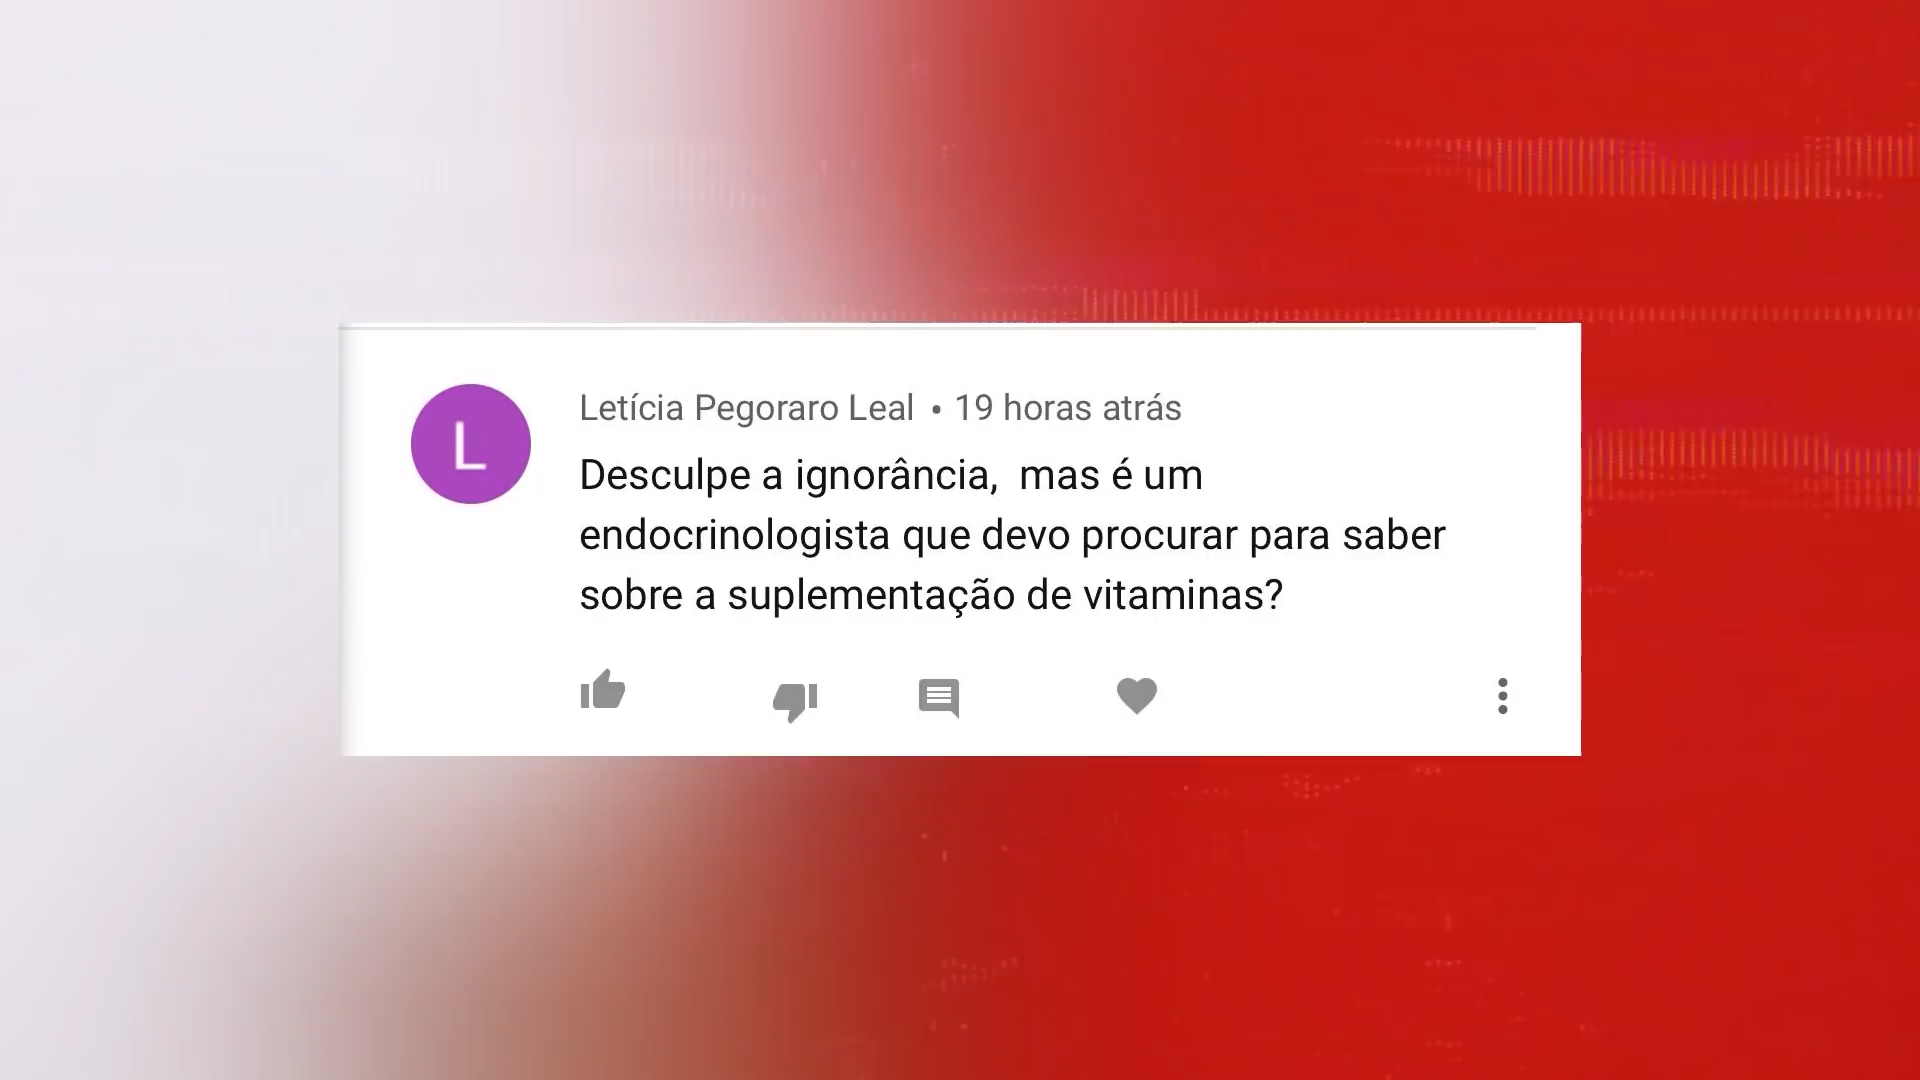 L
Letícia Pegoraro Leal • 19 horas atrás
Desculpe a ignorância,  mas é um
endocrinologista que devo procurar para saber
sobre a suplementação de vitaminas?